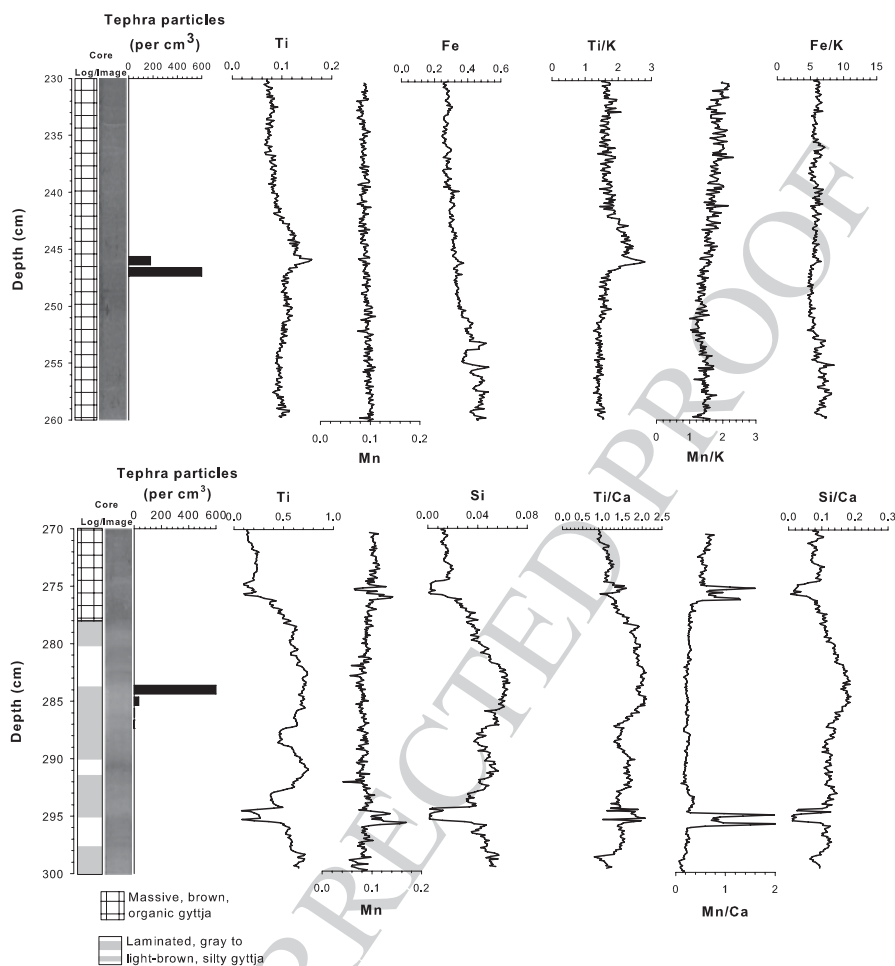 Tephra particles
(per cm3)
Core
Log/Image
0 200 400 600
Ti
0.0 0.1 0.2
Fe
0.0 0.2 0.4 0.6
Ti/K
0 1 2 3
Fe/K
0 5 10 15
Depth (cm)
230
235
240
245
250
255
260
0.0 0.1 0.2
Mn
0 1 2 3
Mn/K
Tephra particles
(per cm3)
Core
Log/Image
0 200 400 600
Ti
0.0 0.5 1.0
Si
0.00 0.04 0.08
Ti/Ca
0.0 0.5 1.0 1.5 2.0 2.5
Si/Ca
0.0 0.1 0.2 0.3
Depth (cm)
270
275
280
285
290
295
300
0.0 0.1 0.2
Mn
0 1 2
Mn/Ca
Massive, brown,
organic gyttja
Laminated, gray to
light-brown, silty gyttja
RECTED PROOF